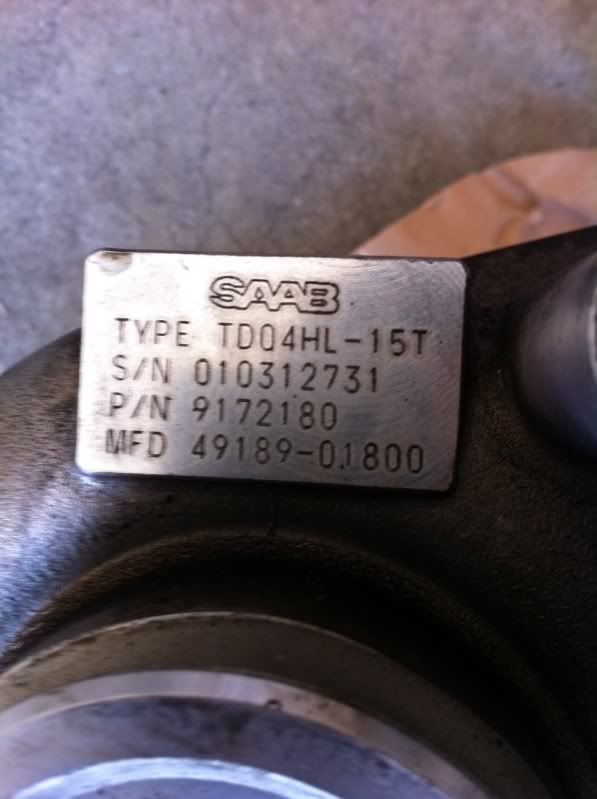 SAAB
TYPE TD04HL-15T
S/N 010312731
P/N 9172180
MFD 49189-01800